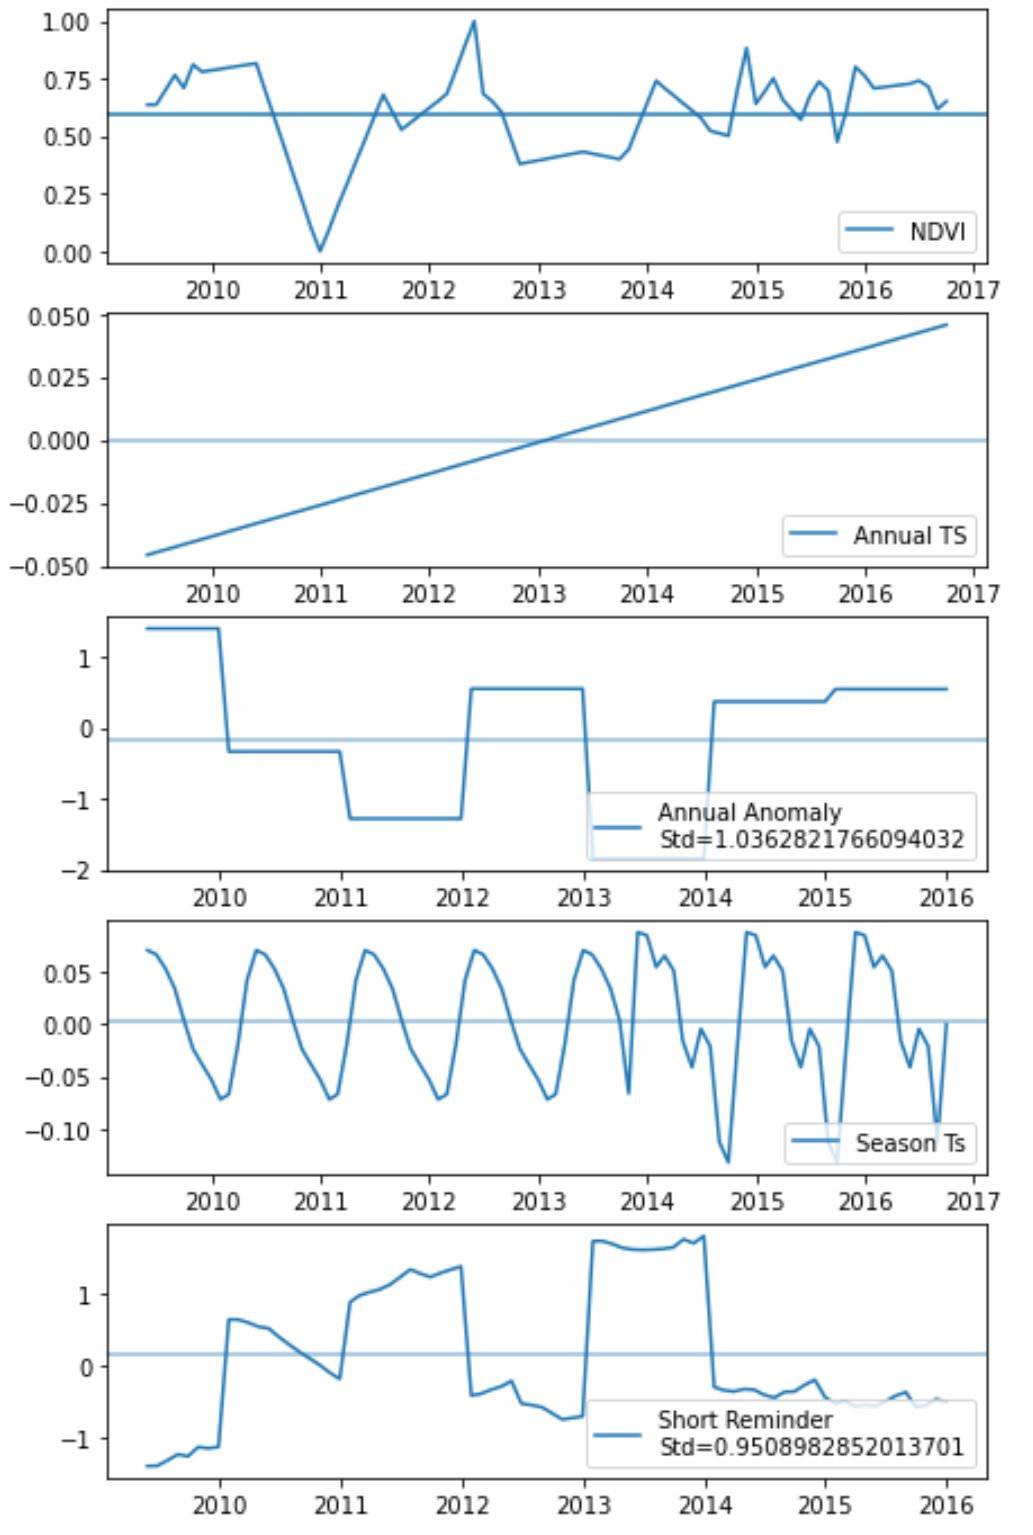 1.00
0.75
0.50
0.25
0.00
NDVI
2010 2011 2012 2013 2014 2015 2016 2017
0.050
0.025
0.000
−0.025
−0.050
Annual TS
2010 2011 2012 2013 2014 2015 2016 2017
1
0
−1
−2
Annual Anomaly
Std=1.0362821766094032
2010 2011 2012 2013 2014 2015 2016
0.05
0.00
−0.05
−0.10
Season Ts
2010 2011 2012 2013 2014 2015 2016 2017
1
0
−1
Short Reminder
Std=0.9508982852013701
2010 2011 2012 2013 2014 2015 2016